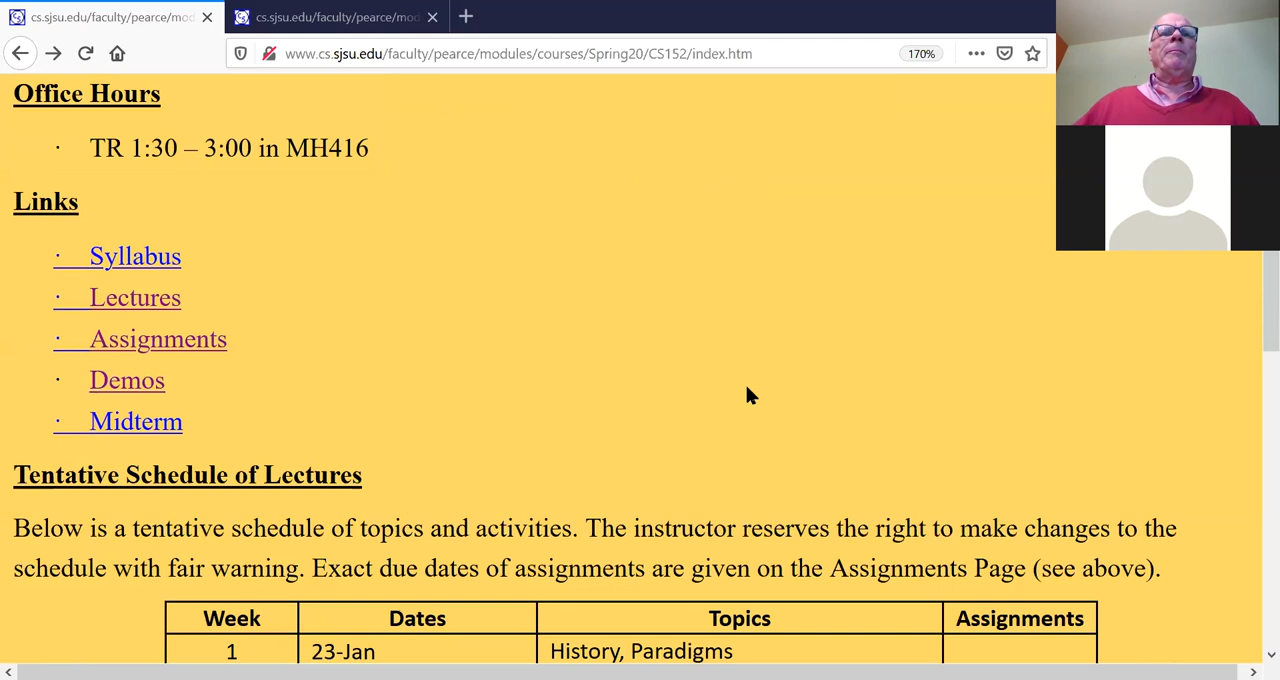 cs.sjsu.edu/faculty/pearce/mod
cs.sjsu.edu/faculty/pearce/mod
www.cs.sjsu.edu/faculty/pearce/modules/courses/Spring20/CS152/index.htm
170%
Office Hours
· TR 1:30 – 3:00 in MH416
Links
· Syllabus
· Lectures
· Assignments
· Demos
· Midterm
Tentative Schedule of Lectures
Below is a tentative schedule of topics and activities. The instructor reserves the right to make changes to the
schedule with fair warning. Exact due dates of assignments are given on the Assignments Page (see above).
Week Dates Topics Assignments
1 23-Jan History, Paradigms